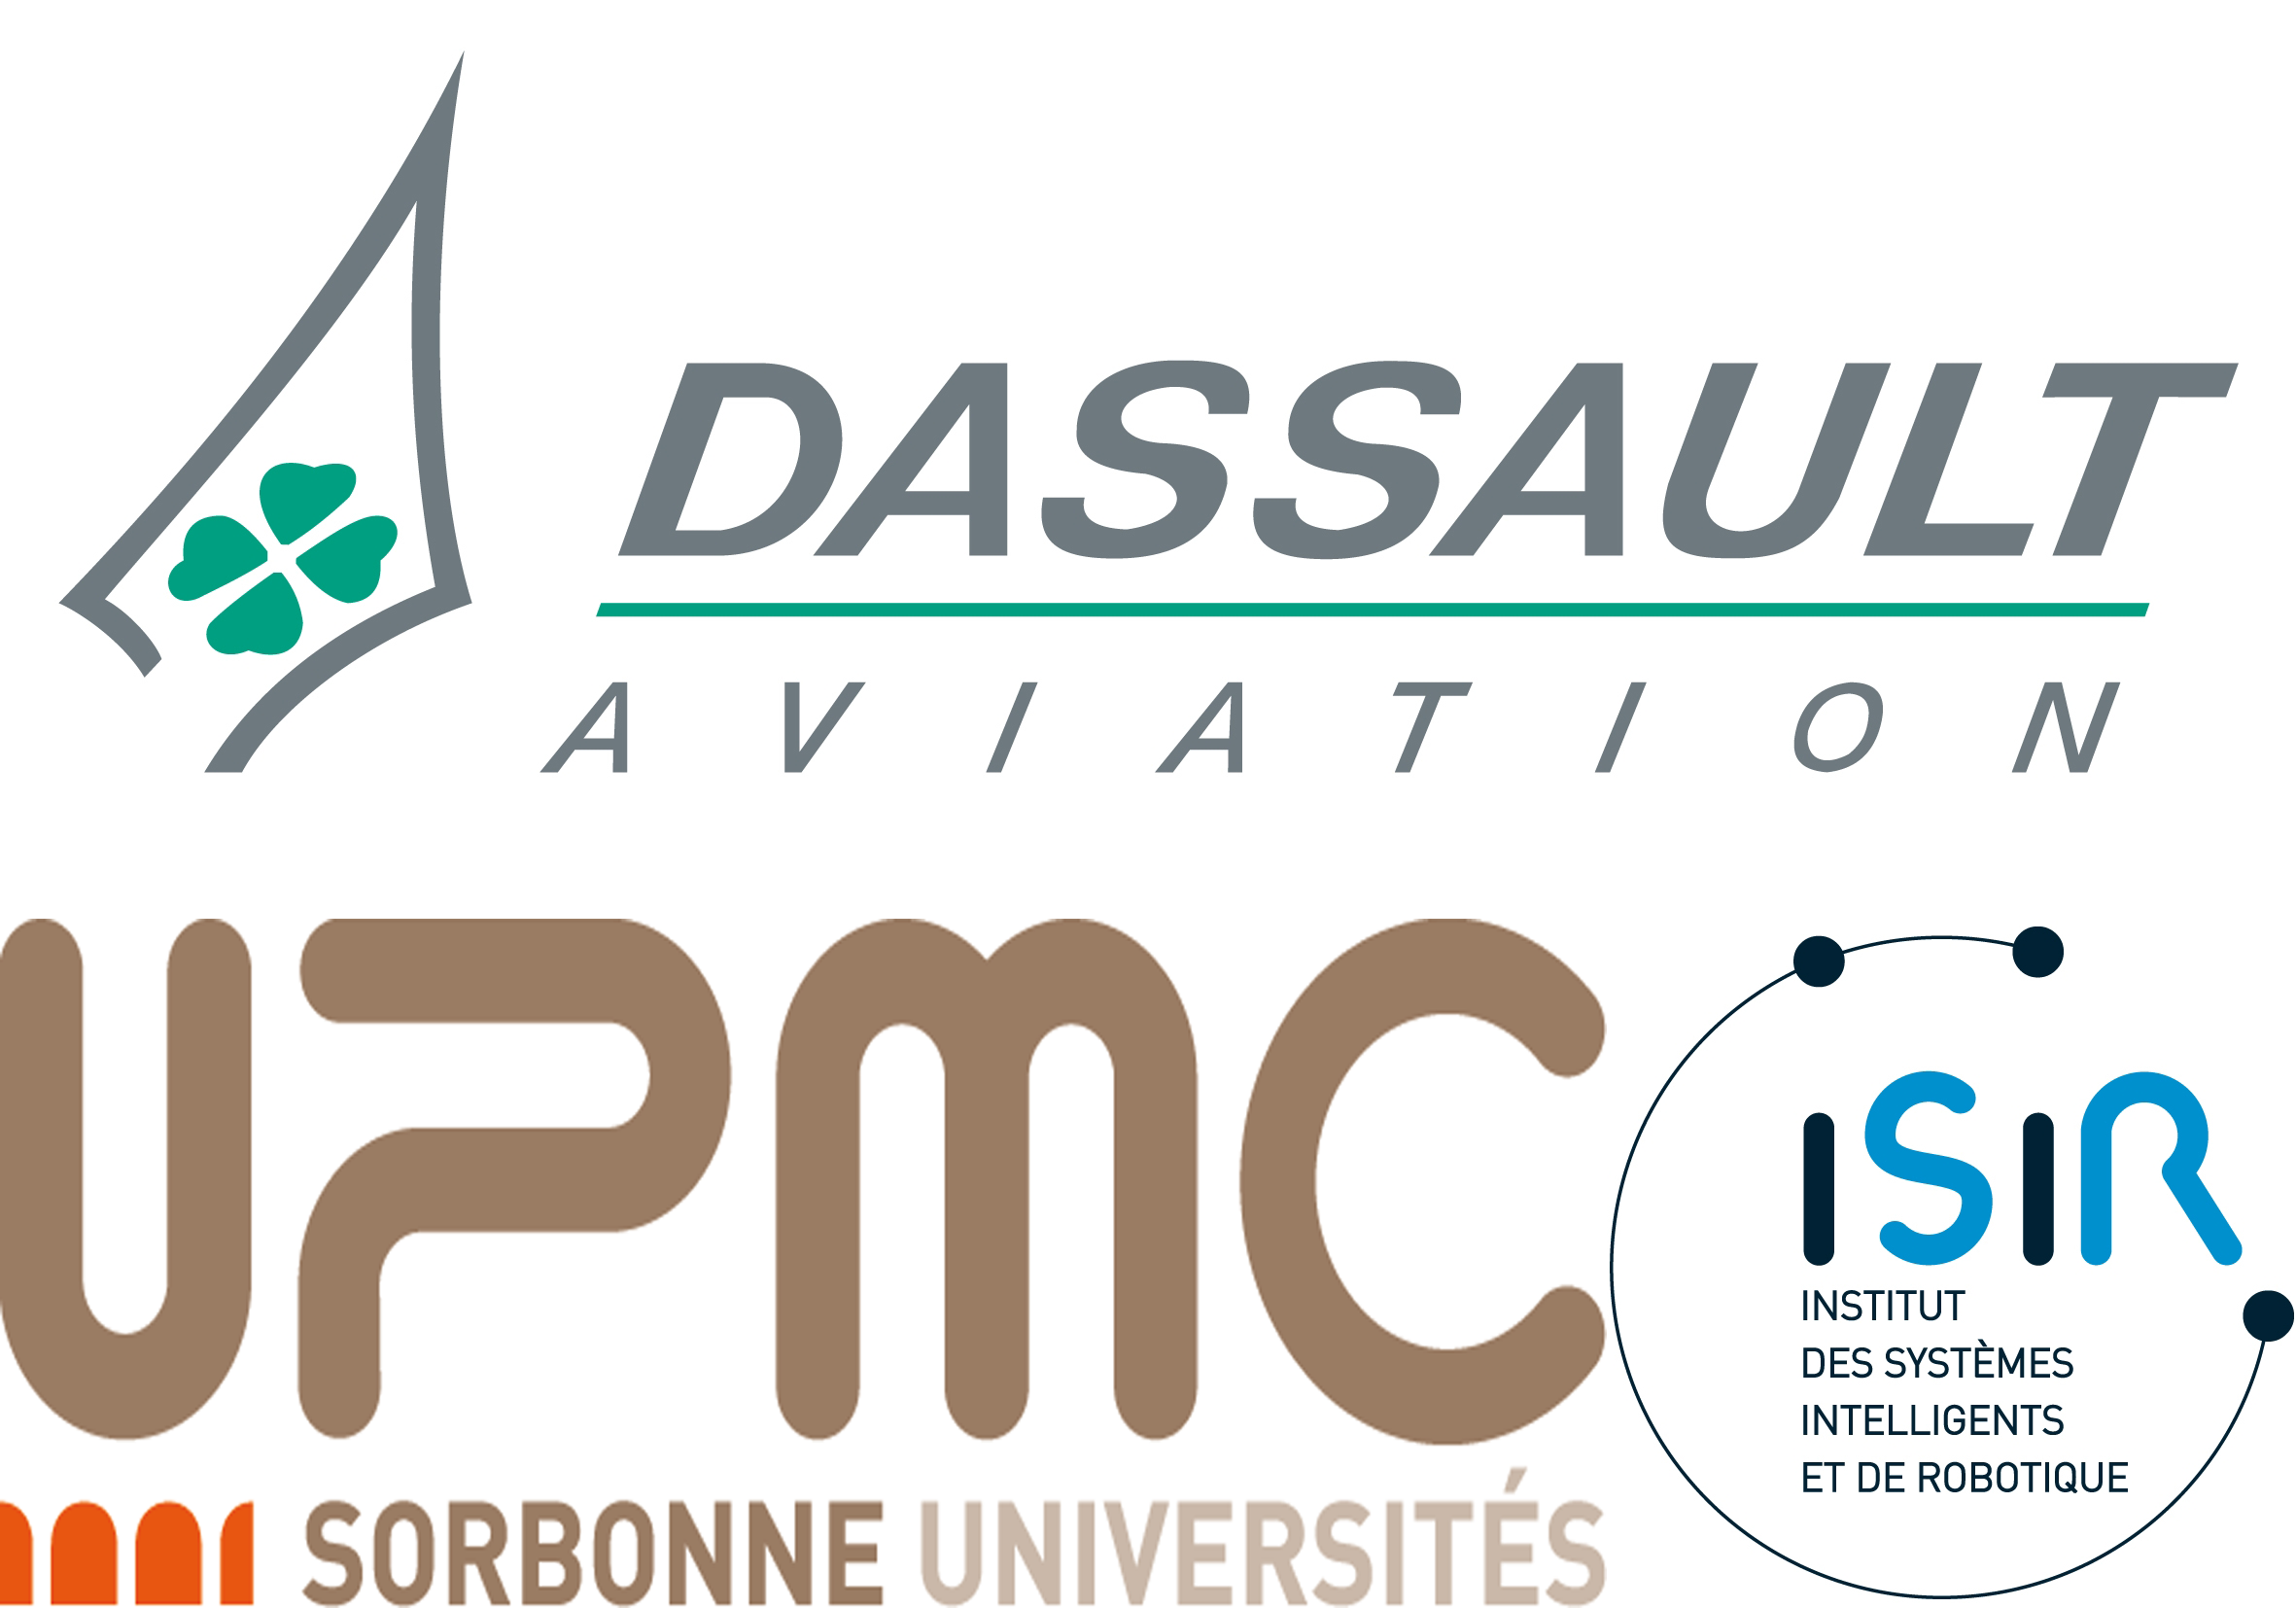 DASSAULT
AVIATION
UPMC
SORBONNE UNIVERSITÉS
ISIR
INSTITUT
DES SYSTÈMES
INTELLIGENTS
ET DE ROBOTIQUE